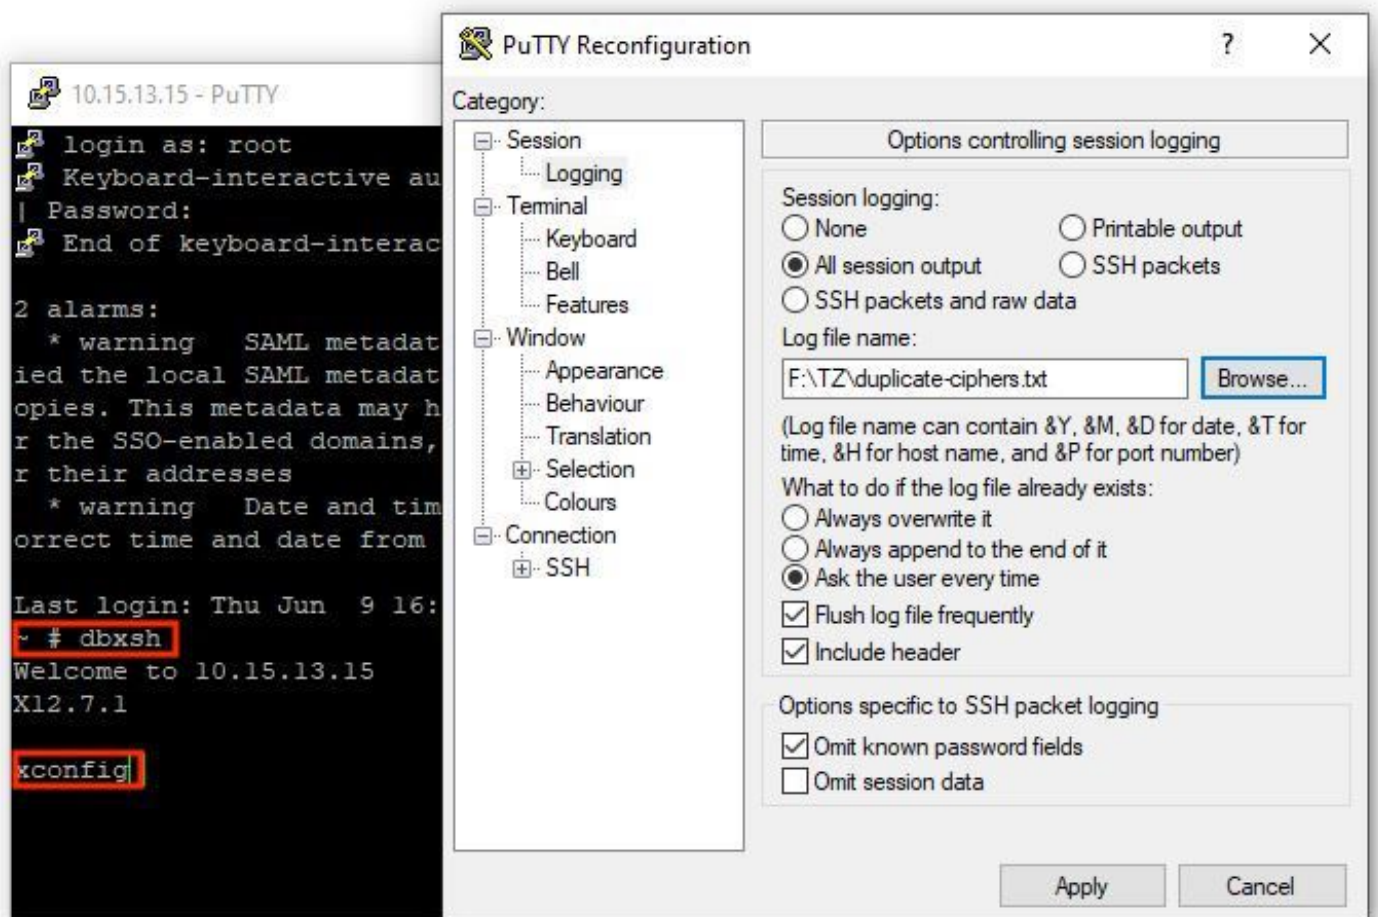 10.15.13.15 - PuTTY
login as: root
Keyboard-interactive au
| Password:
End of keyboard-interac
2 alarms:
* warning   SAML metadat
ied the local SAML metadat
opies. This metadata may h
r the SSO-enabled domains,
r their addresses
* warning   Date and tim
orrect time and date from
Last login: Thu Jun  9 16:
~ # dbxsh
Welcome to 10.15.13.15
X12.7.1
xconfig
PuTTY Reconfiguration
?
Category:
Session
Logging
Terminal
Keyboard
Bell
Features
Window
Appearance
Behaviour
Translation
Selection
Colours
Connection
SSH
Options controlling session logging
Session logging:
None
Printable output
All session output
SSH packets
SSH packets and raw data
Log file name:
F:\TZ\duplicate-ciphers.txt
Browse...
(Log file name can contain &Y, &M, &D for date, &T for
time, &H for host name, and &P for port number)
What to do if the log file already exists:
Always overwrite it
Always append to the end of it
Ask the user every time
Flush log file frequently
Include header
Options specific to SSH packet logging
Omit known password fields
Omit session data
Apply
Cancel